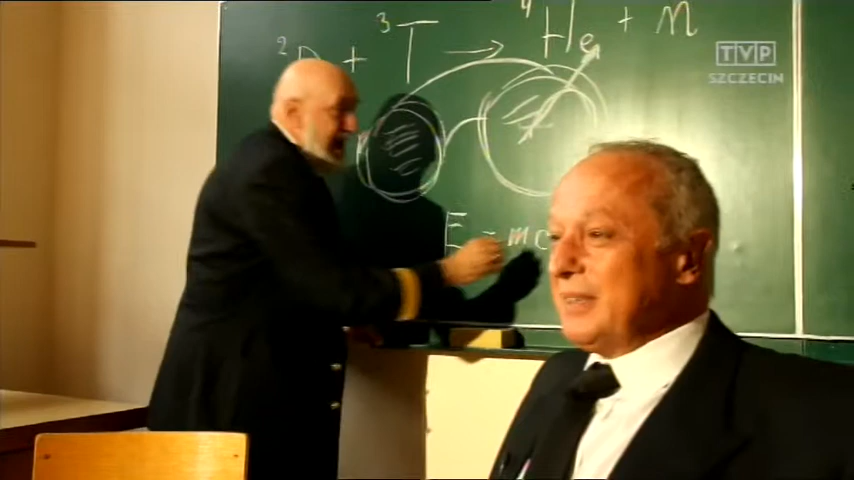 ²D + ³T → ⁴He + n
TVP
SZCZECIN
E = mc